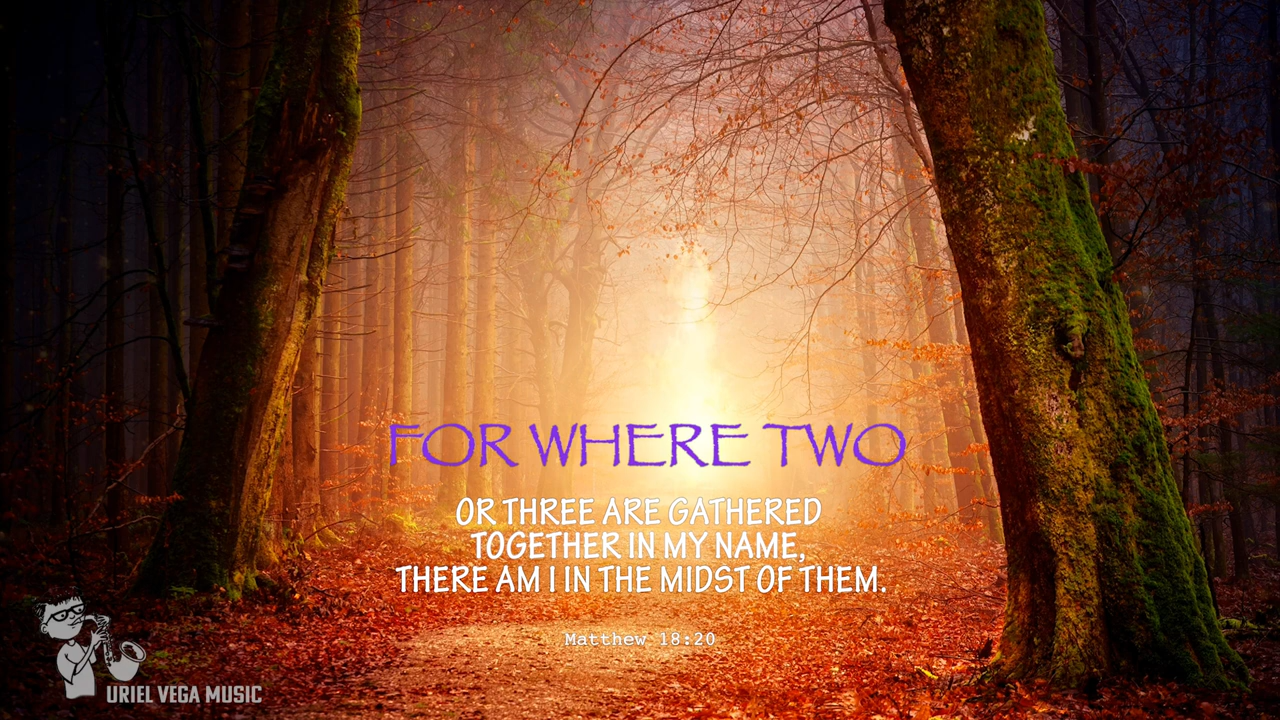 FOR WHERE TWO
OR THREE ARE GATHERED
TOGETHER IN MY NAME,
THERE AM I IN THE MIDST OF THEM.
Matthew 18:20
URIEL VEGA MUSIC